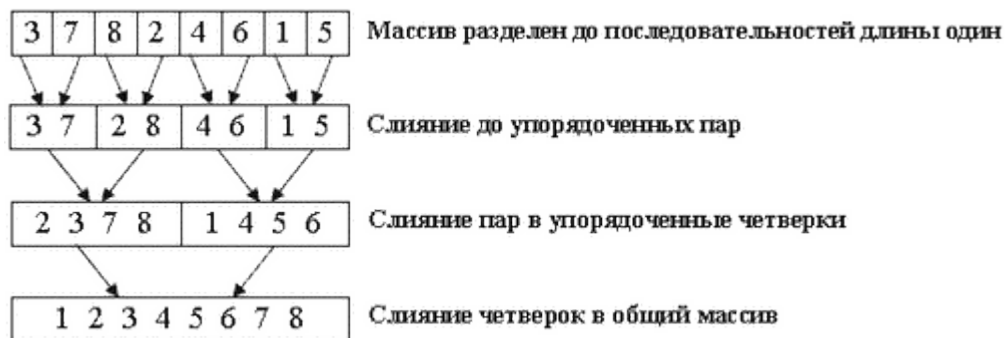 3 7 8 2 4 6 1 5 Массив разделен до последовательностей длины один
3 7 2 8 4 6 1 5 Слияние до упорядоченных пар
2 3 7 8 1 4 5 6 Слияние пар в упорядоченные четверки
1 2 3 4 5 6 7 8 Слияние четверок в общий массив